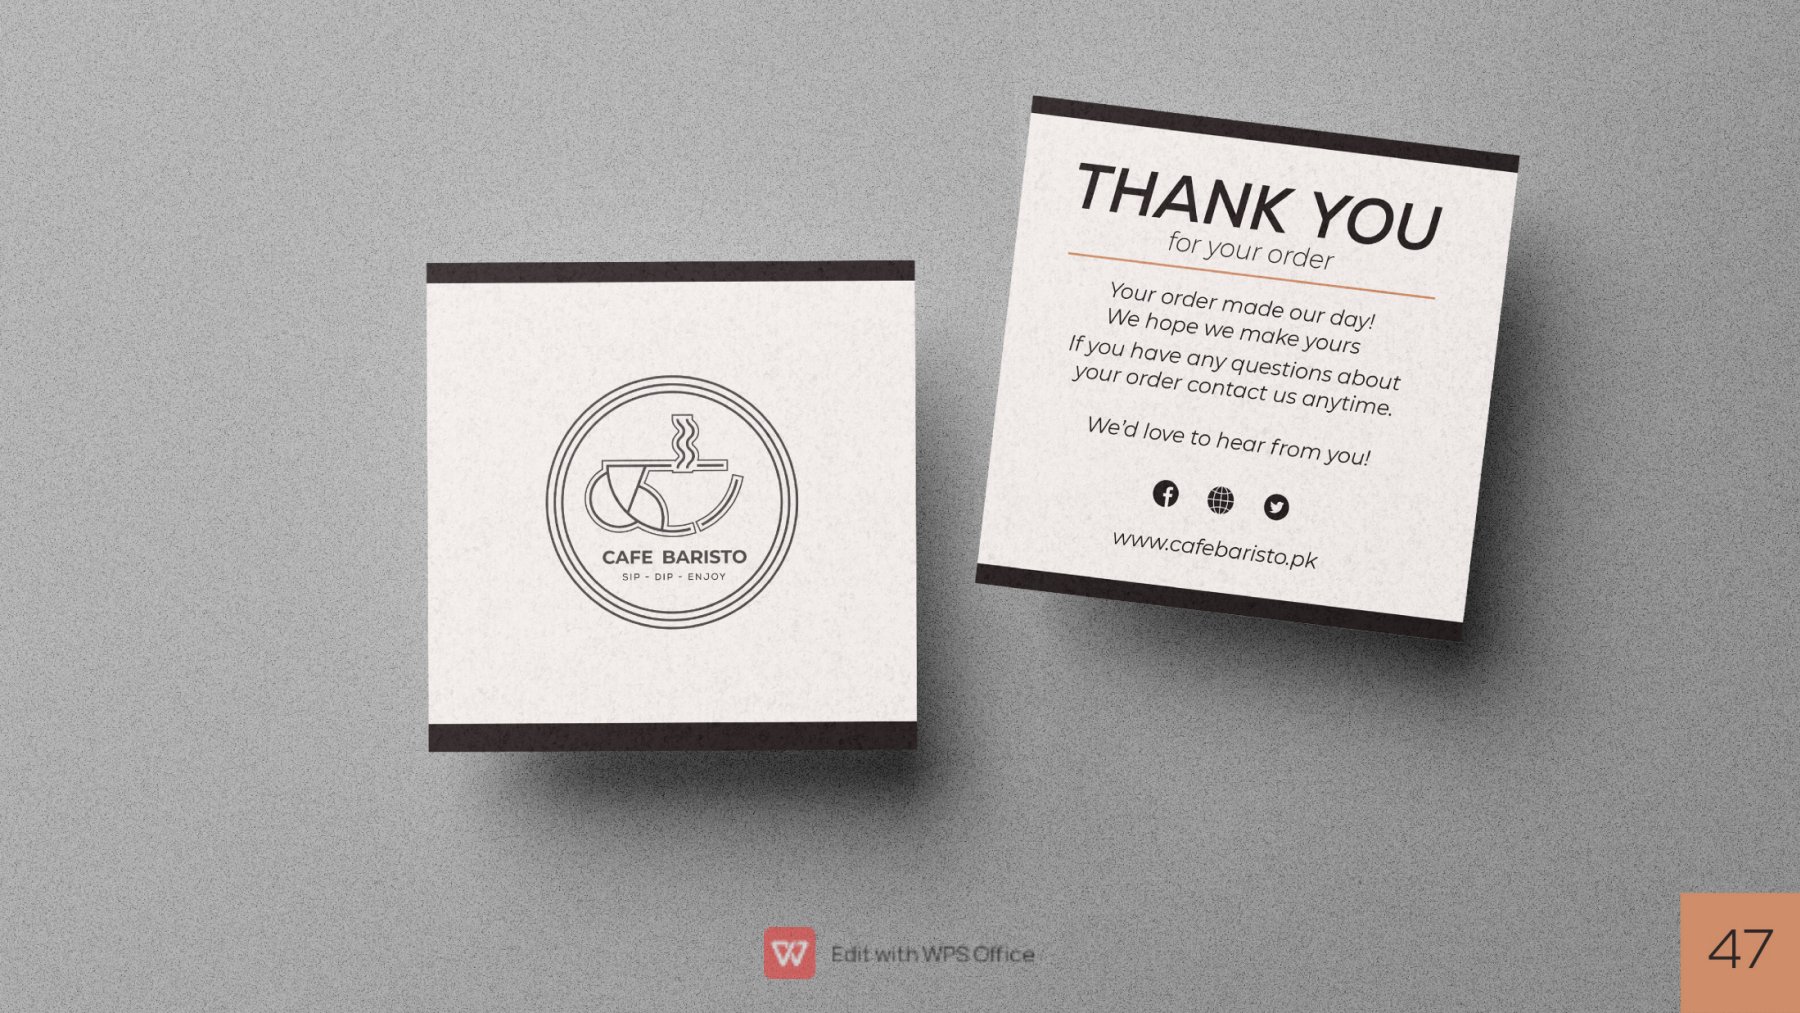 CAFE BARISTO
SIP - DIP - ENJOY
THANK YOU
for your order
Your order made our day!
We hope we make yours
If you have any questions about
your order contact us anytime.
We'd love to hear from you!
www.cafebaristo.pk
Edit with WPS Office
47